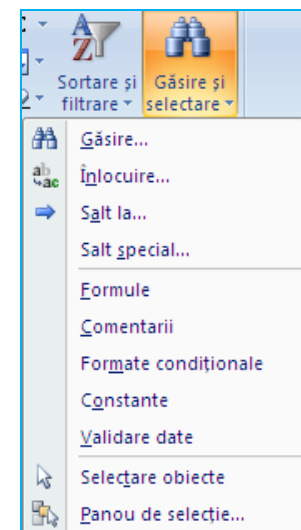 Sortare și
filtrare
Găsire și
selectare
Găsire...
Înlocuire...
Salt la...
Salt special...
Formule
Comentarii
Formate condiționale
Constante
Validare date
Selectare obiecte
Panou de selecție...